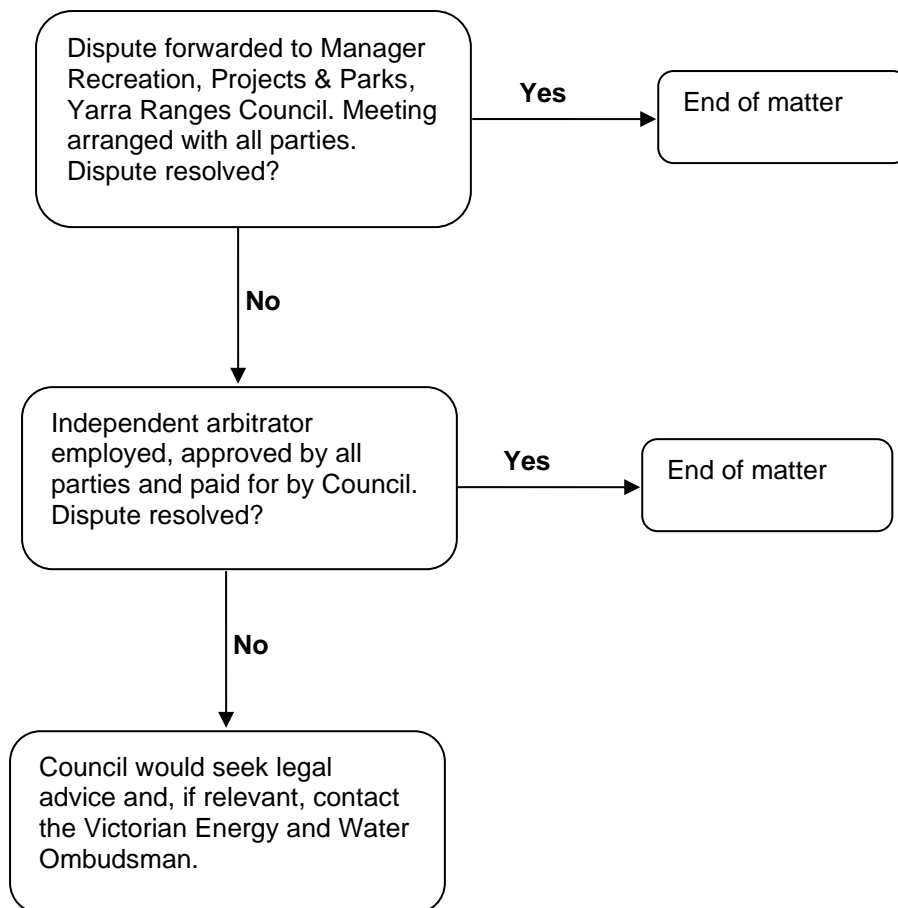 Dispute forwarded to Manager
Recreation, Projects & Parks,
Yarra Ranges Council. Meeting
arranged with all parties.
Dispute resolved?
Yes
End of matter
No
Independent arbitrator
employed, approved by all
parties and paid for by Council.
Dispute resolved?
Yes
End of matter
No
Council would seek legal
advice and, if relevant, contact
the Victorian Energy and Water
Ombudsman.